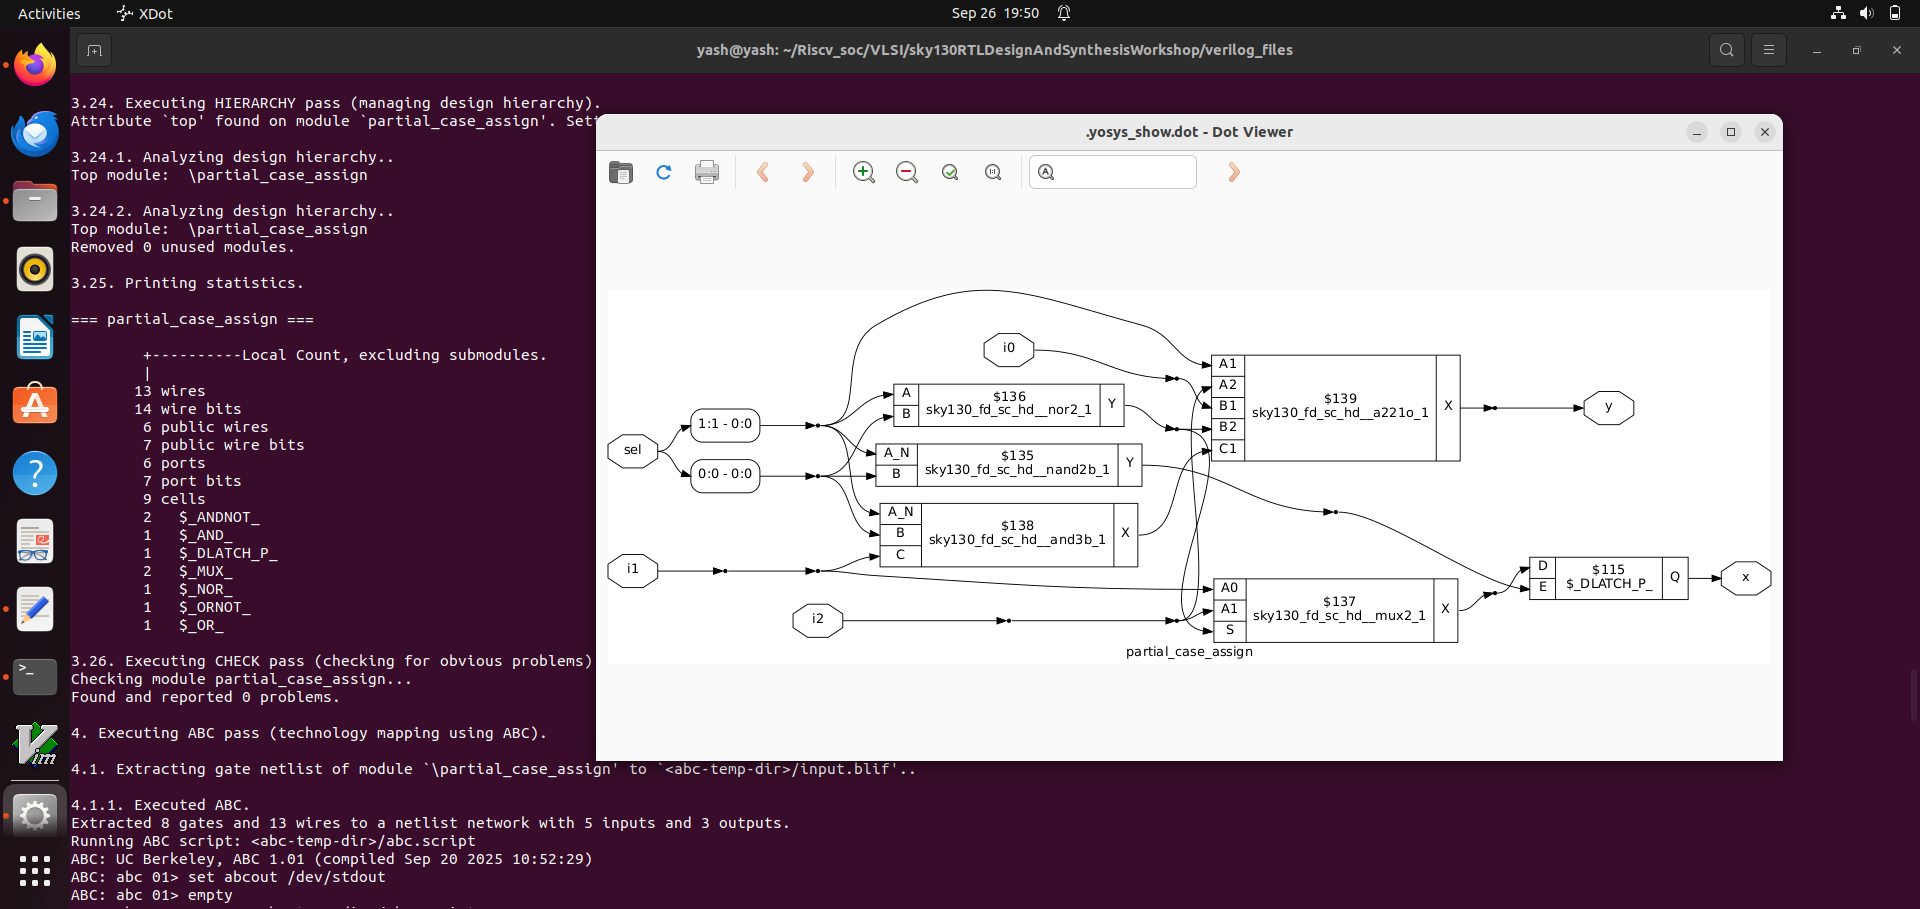 Activities
XDot
Sep 26 19:50
yash@yash: ~/Riscv_soc/VLSI/sky130RTLDesignAndSynthesisWorkshop/verilog_files
3.24. Executing HIERARCHY pass (managing design hierarchy).
Attribute `top' found on module `partial_case_assign'. Sett
3.24.1. Analyzing design hierarchy..
Top module:  \partial_case_assign
3.24.2. Analyzing design hierarchy..
Top module:  \partial_case_assign
Removed 0 unused modules.
3.25. Printing statistics.
=== partial_case_assign ===
+----------Local Count, excluding submodules.
|
13 wires
14 wire bits
6 public wires
7 public wire bits
6 ports
7 port bits
9 cells
2   $_ANDNOT_
1   $_AND_
1   $_DLATCH_P_
2   $_MUX_
1   $_NOR_
1   $_ORNOT_
1   $_OR_
3.26. Executing CHECK pass (checking for obvious problems)
Checking module partial_case_assign...
Found and reported 0 problems.
4. Executing ABC pass (technology mapping using ABC).
4.1. Extracting gate netlist of module `\partial_case_assign' to `<abc-temp-dir>/input.blif'..
4.1.1. Executed ABC.
Extracted 8 gates and 13 wires to a netlist network with 5 inputs and 3 outputs.
Running ABC script: <abc-temp-dir>/abc.script
ABC: UC Berkeley, ABC 1.01 (compiled Sep 20 2025 10:52:29)
ABC: abc 01> set abcout /dev/stdout
ABC: abc 01> empty
.yosys_show.dot - Dot Viewer
sel
1:1 - 0:0
0:0 - 0:0
i0
i1
i2
A
B
$136
sky130_fd_sc_hd__nor2_1
Y
A_N
B
$135
sky130_fd_sc_hd__nand2b_1
Y
A_N
B
C
$138
sky130_fd_sc_hd__and3b_1
X
A1
A2
B1
B2
C1
$139
sky130_fd_sc_hd__a221o_1
X
y
A0
A1
S
$137
sky130_fd_sc_hd__mux2_1
X
D
E
$115
$_DLATCH_P_
Q
x
partial_case_assign